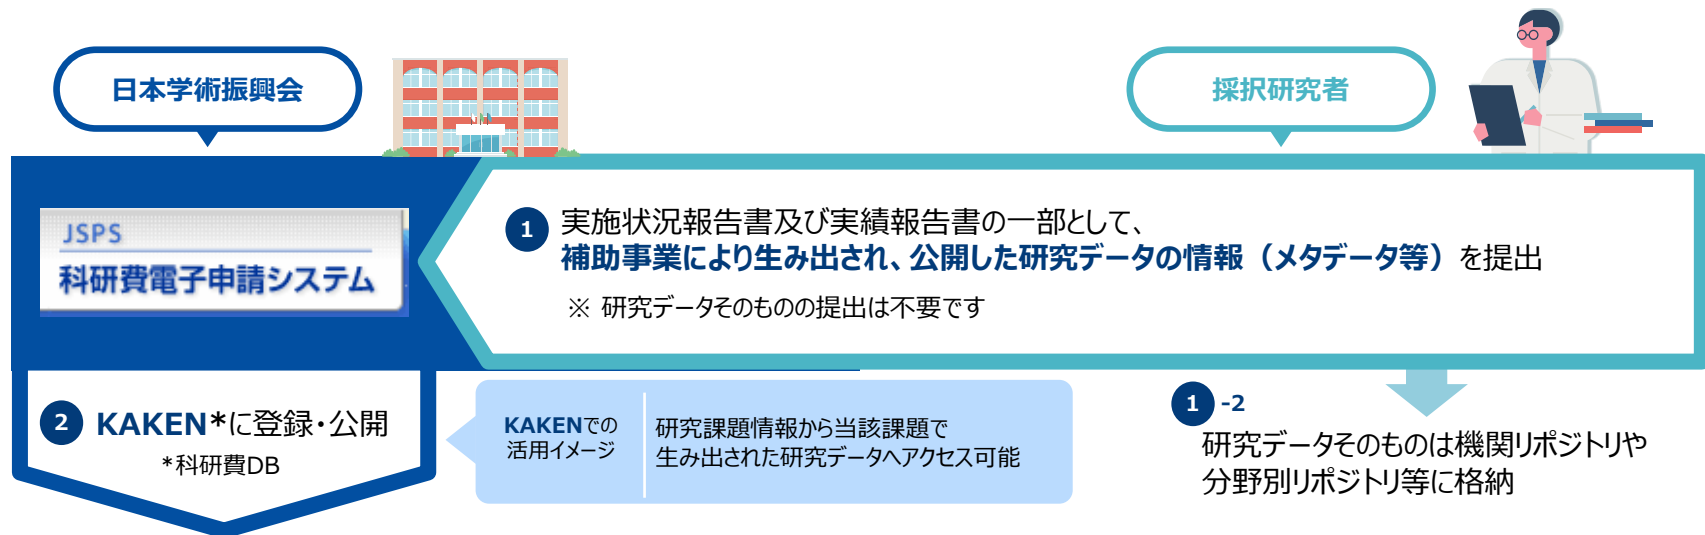 日本学術振興会
採択研究者
JSPS
科研費電子申請システム
1 実施状況報告書及び実績報告書の一部として、
補助事業により生み出され、公開した研究データの情報（メタデータ等）を提出
※ 研究データそのものの提出は不要です
2 KAKEN*に登録・公開
*科研費DB
KAKENでの
活用イメージ
研究課題情報から当該課題で
生み出された研究データへアクセス可能
1 -2
研究データそのものは機関リポジトリや
分野別リポジトリ等に格納